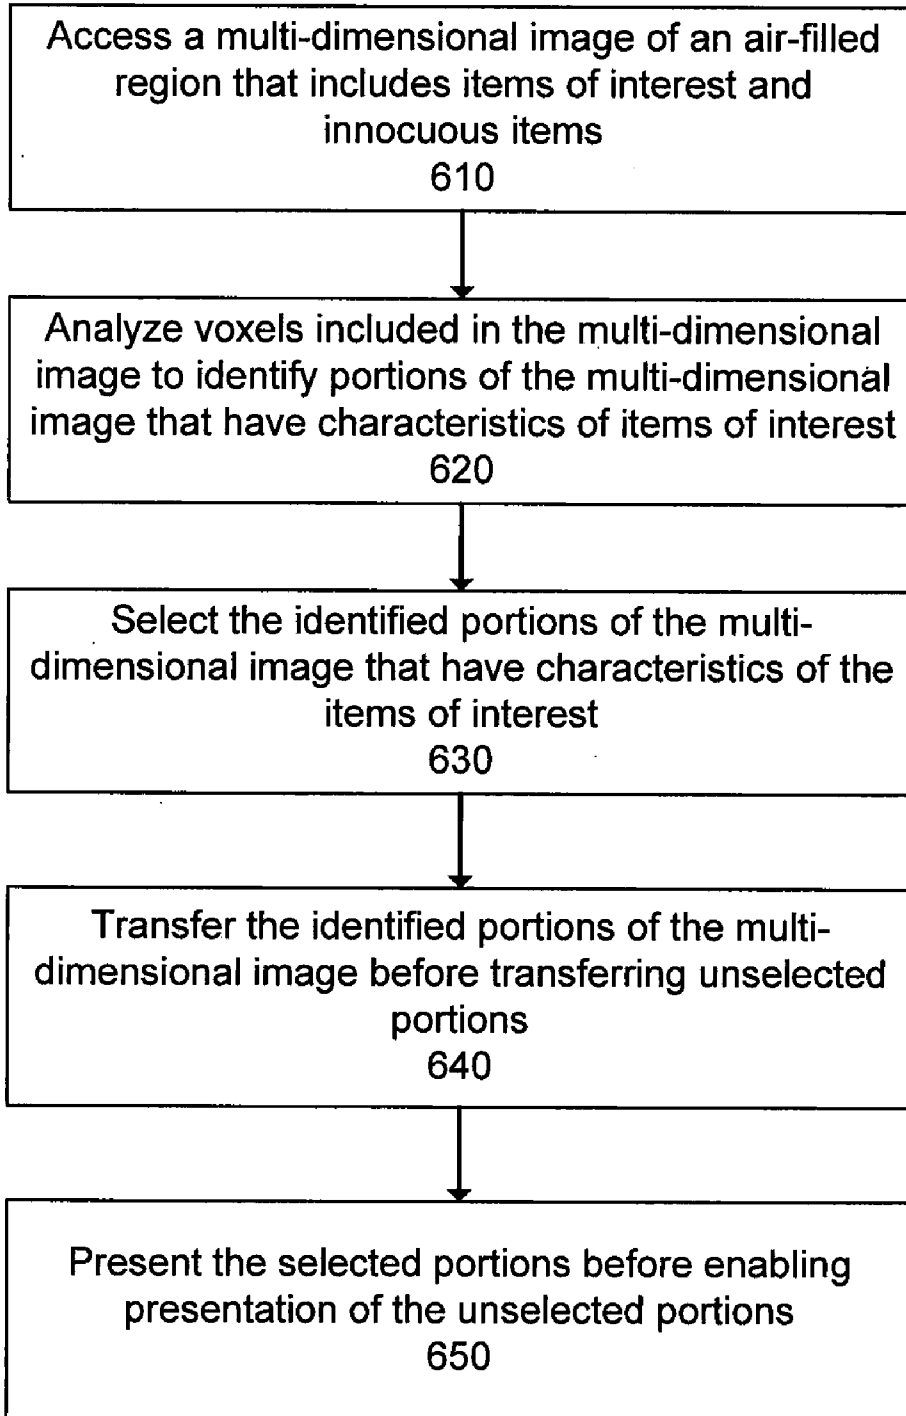 Access a multi-dimensional image of an air-filled
region that includes items of interest and
innocuous items
610
Analyze voxels included in the multi-dimensional
image to identify portions of the multi-dimensional
image that have characteristics of items of interest
620
Select the identified portions of the multi-
dimensional image that have characteristics of the
items of interest
630
Transfer the identified portions of the multi-
dimensional image before transferring unselected
portions
640
Present the selected portions before enabling
presentation of the unselected portions
650